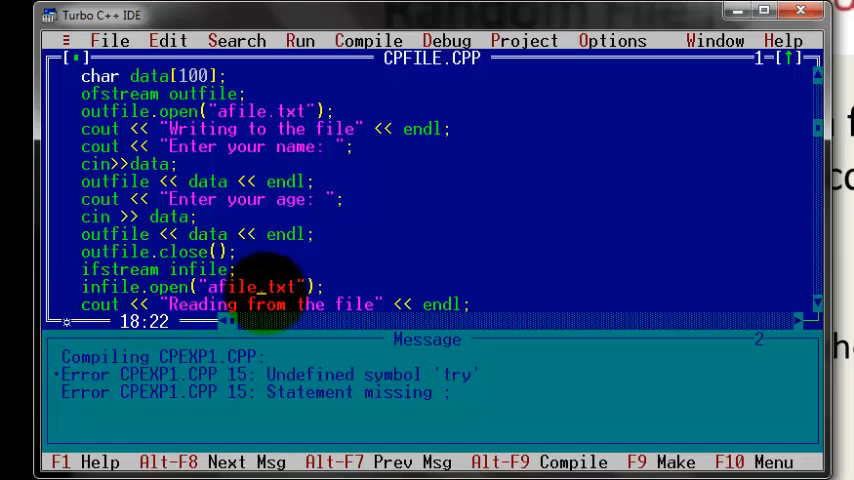 Turbo C++ IDE
≡ File Edit Search Run Compile Debug Project Options Window Help
[▪] CPFILE.CPP 1=[↑]
char data[100];
ofstream outfile;
outfile.open("afile.txt");
cout << "Writing to the file" << endl;
cout << "Enter your name: ";
cin>>data;
outfile << data << endl;
cout << "Enter your age: ";
cin >> data;
outfile << data << endl;
outfile.close();
ifstream infile;
infile.open("afile.txt");
cout << "Reading from the file" << endl;
18:22
Message 2
Compiling CPEXP1.CPP:
•Error CPEXP1.CPP 15: Undefined symbol 'try'
Error CPEXP1.CPP 15: Statement missing ;
F1 Help Alt-F8 Next Msg Alt-F7 Prev Msg Alt-F9 Compile F9 Make F10 Menu